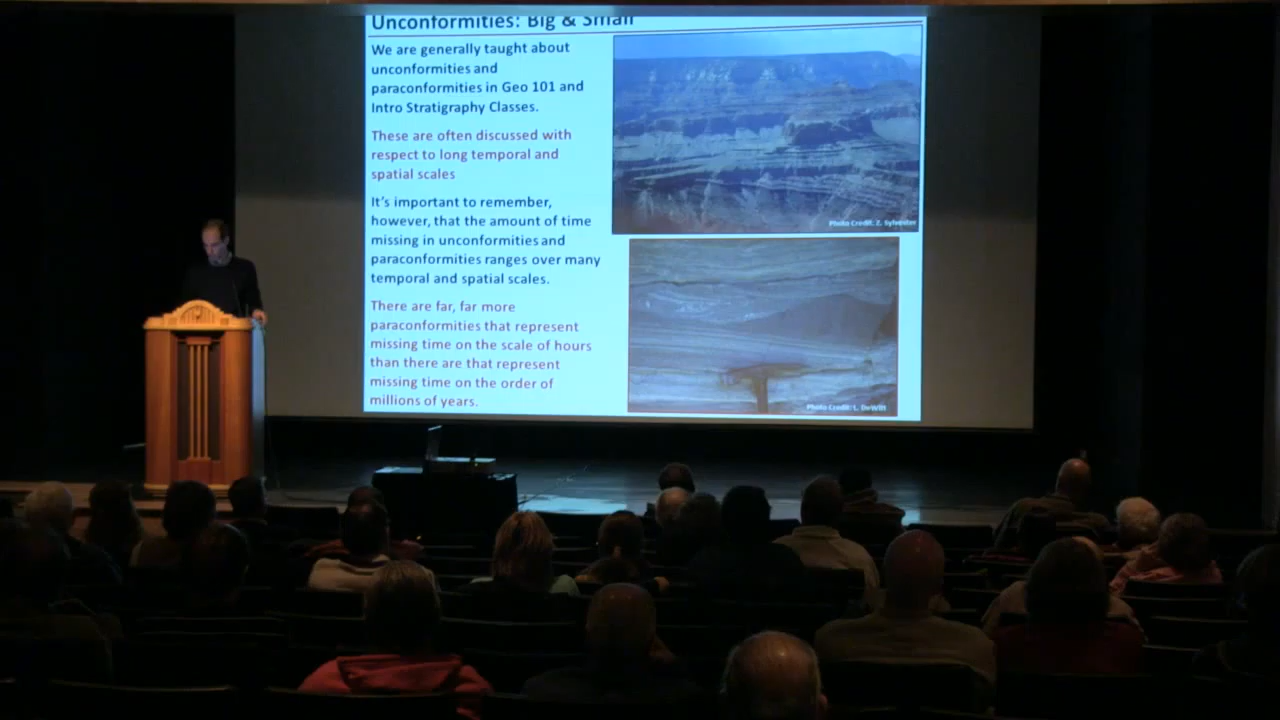 Unconformities: Big & Small
We are generally taught about
unconformities and
paraconformities in Geo 101 and
Intro Stratigraphy Classes.
These are often discussed with
respect to long temporal and
spatial scales
It's important to remember,
however, that the amount of time
missing in unconformities and
paraconformities ranges over many
temporal and spatial scales.
There are far, far more
paraconformities that represent
missing time on the scale of hours
than there are that represent
missing time on the order of
millions of years.
Photo Credit: Z. Sylvester
Photo Credit: L. DeWitt